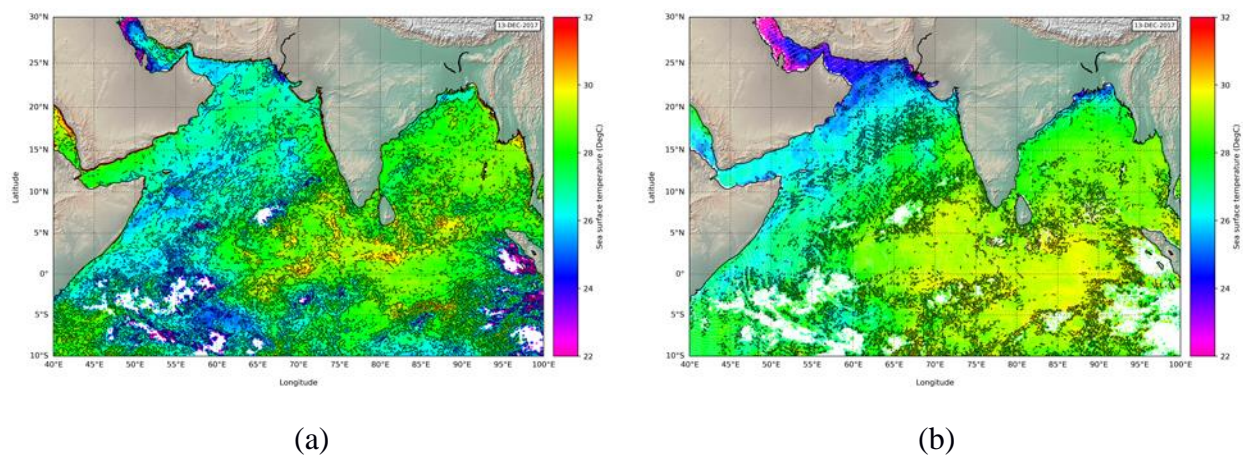 13-DEC-2017
30°N
25°N
20°N
15°N
10°N
5°N
0°
5°S
10°S
40°E 45°E 50°E 55°E 60°E 65°E 70°E 75°E 80°E 85°E 90°E 95°E 100°E
Latitude
Longitude
32
30
28
26
24
22
Sea surface temperature (DegC)
(a)
13-DEC-2017
30°N
25°N
20°N
15°N
10°N
5°N
0°
5°S
10°S
40°E 45°E 50°E 55°E 60°E 65°E 70°E 75°E 80°E 85°E 90°E 95°E 100°E
Latitude
Longitude
32
30
28
26
24
22
Sea surface temperature (DegC)
(b)